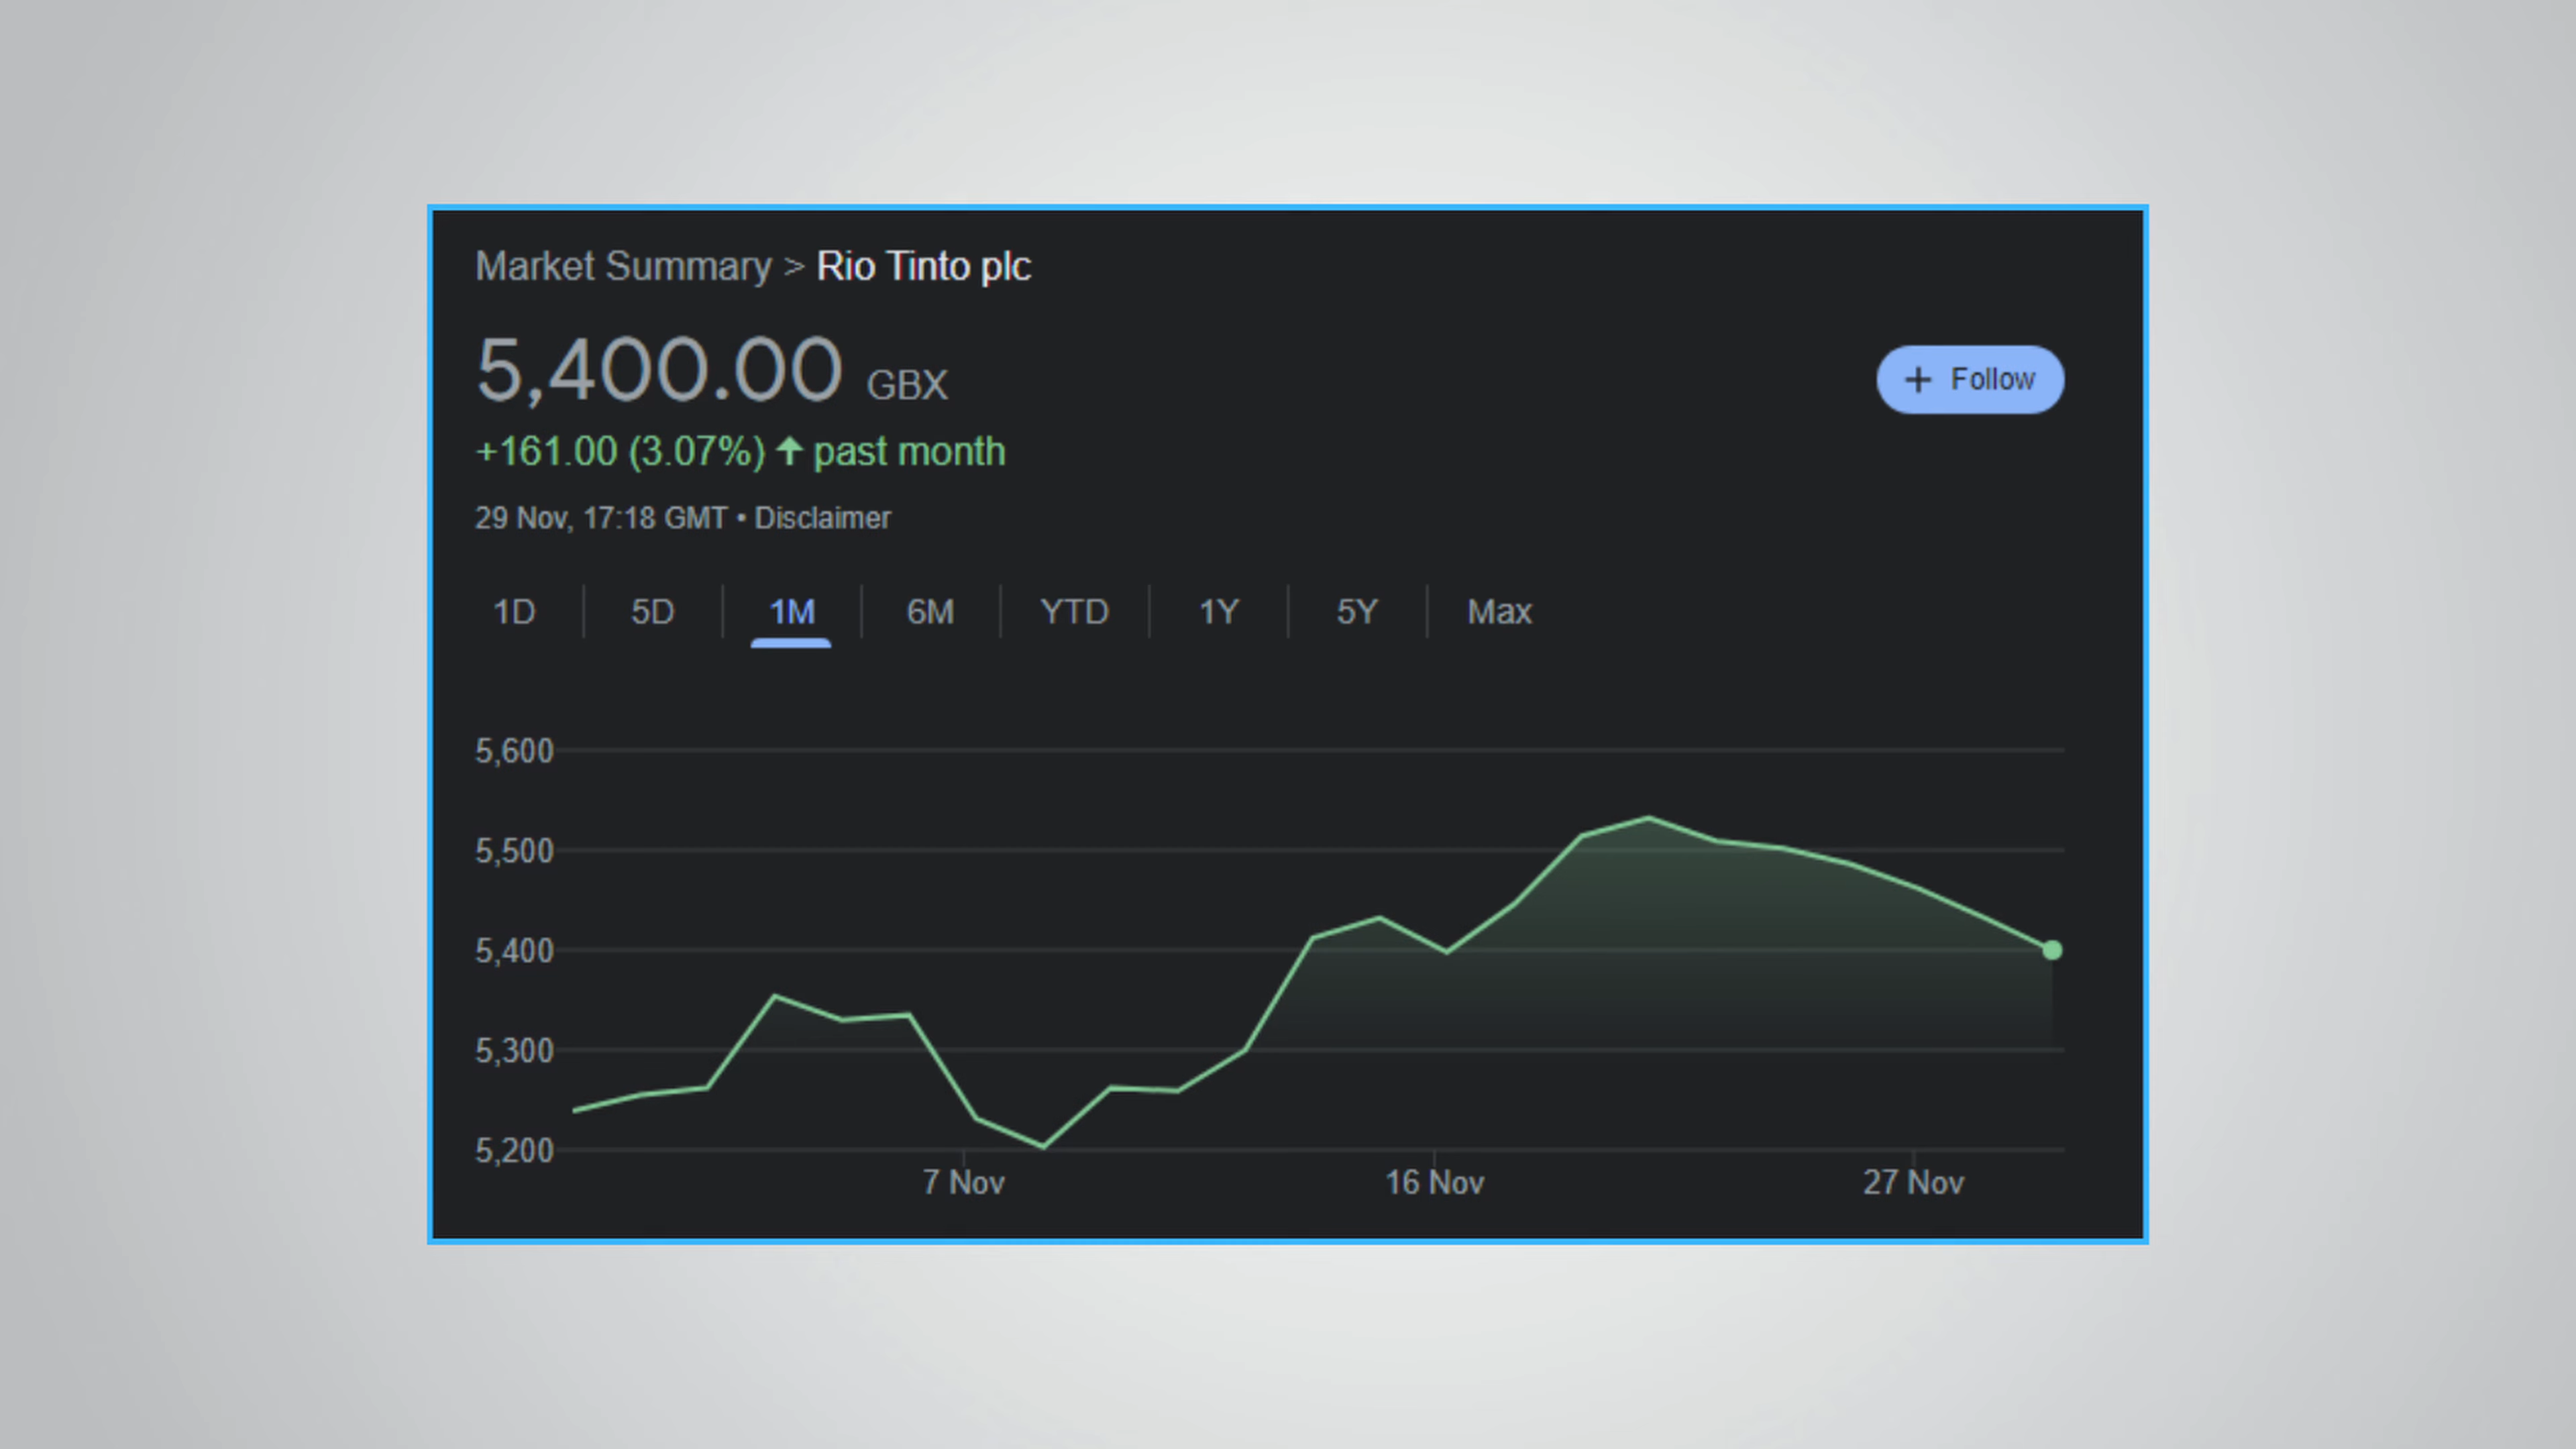 Market Summary > Rio Tinto plc
5,400.00 GBX
+ Follow
+161.00 (3.07%) ↑ past month
29 Nov, 17:18 GMT • Disclaimer
1D 5D 1M 6M YTD 1Y 5Y Max
5,600
5,500
5,400
5,300
5,200
7 Nov 16 Nov 27 Nov